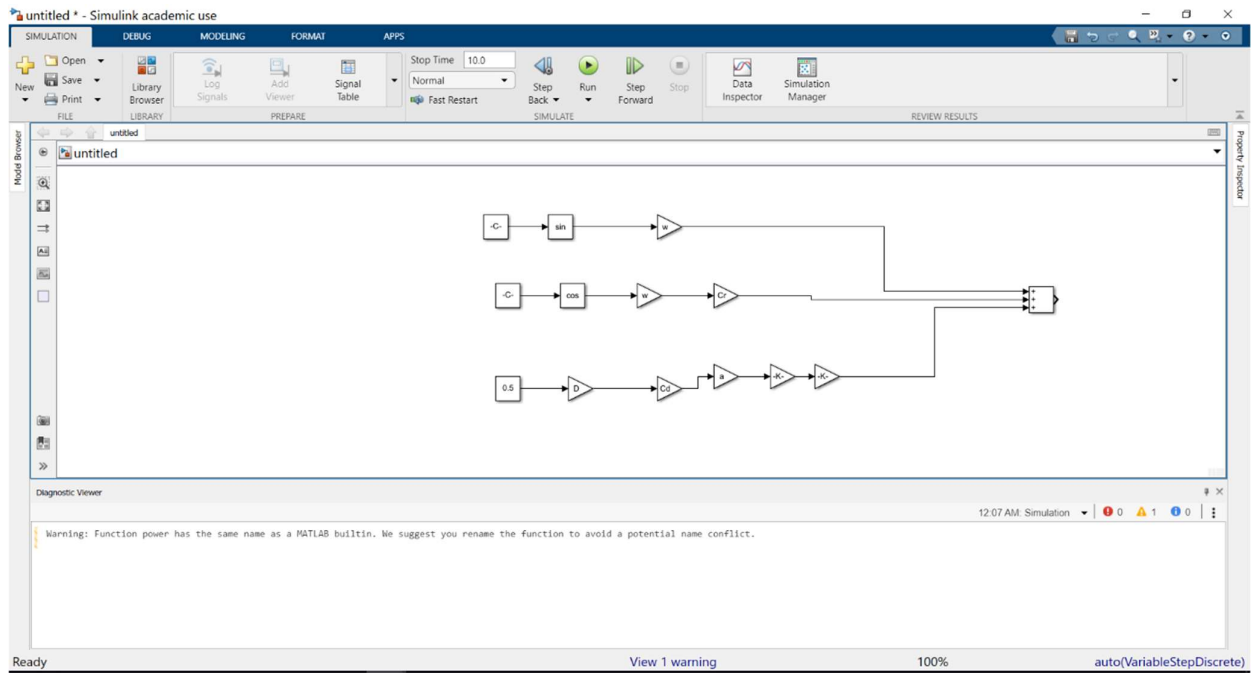 untitled * - Simulink academic use
SIMULATION DEBUG MODELING FORMAT APPS
New
Open
Save
Print
FILE
Library Browser
LIBRARY
Log Signals
Add Viewer
Signal Table
PREPARE
Stop Time 10.0
Normal
Fast Restart
Step Back
Run
Step Forward
Stop
SIMULATE
Data Inspector
Simulation Manager
REVIEW RESULTS
Model Browser
untitled
untitled
Property Inspector
-C- sin w
-C- cos w Cr
0.5 D Cd a -K- -K-
+
+
+
Diagnostic Viewer
12:07 AM: Simulation 0 1 0
Warning: Function power has the same name as a MATLAB builtin. We suggest you rename the function to avoid a potential name conflict.
Ready View 1 warning 100% auto(VariableStepDiscrete)